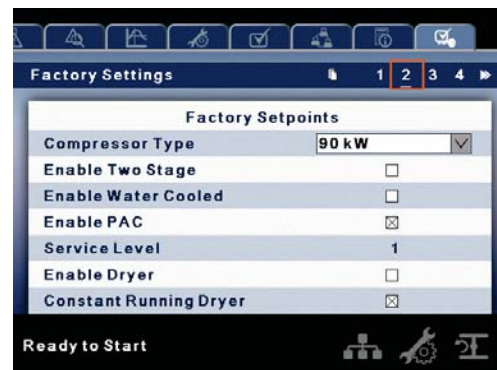 Factory Settings 1 2 3 4
Factory Setpoints
Compressor Type 90 kW
Enable Two Stage
Enable Water Cooled
Enable PAC
Service Level 1
Enable Dryer
Constant Running Dryer
Ready to Start